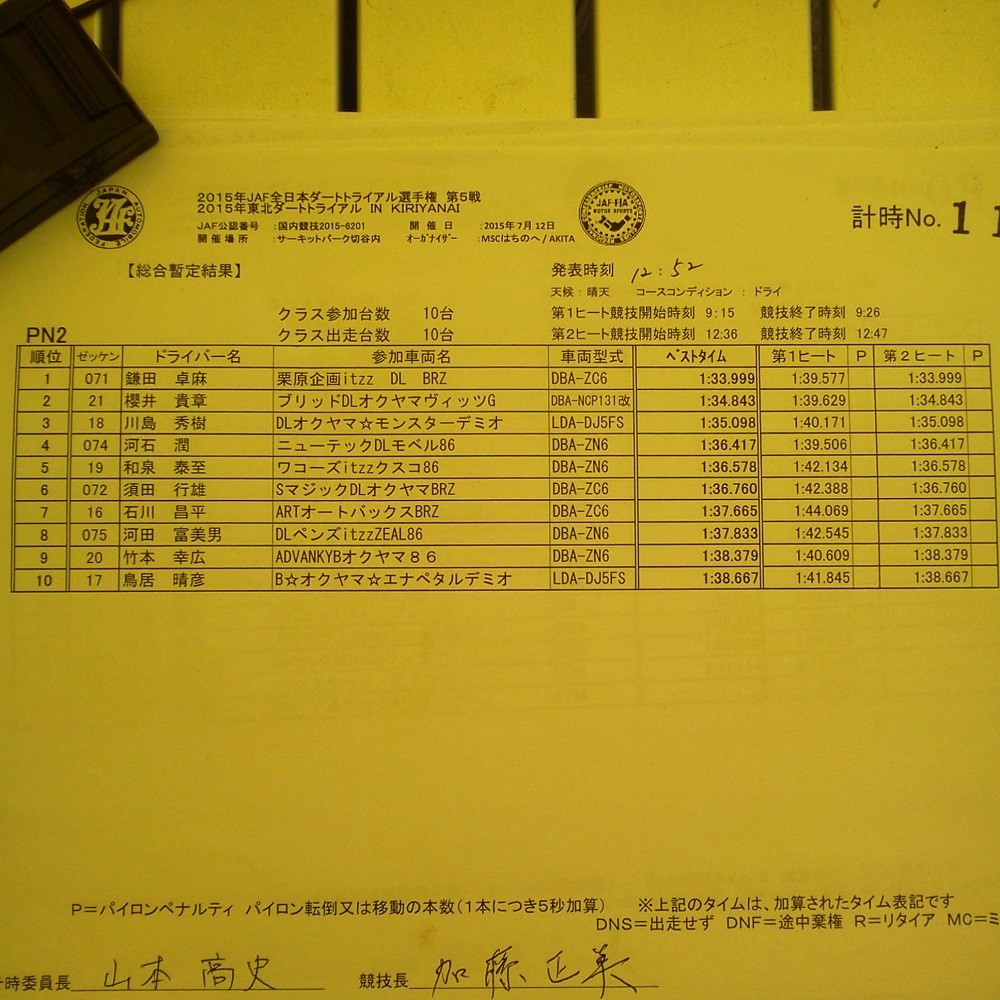 2015年JAF全日本ダートトライアル選手権 第5戦
2015年東北ダートトライアル IN KIRIYANAI
JAF公認番号 :国内競技2015-6201 開催日 :2015年7月12日
開催場所 :サーキットパーク切谷内 オーガナイザー :MSCはちのへ/AKITA
JAF-FIA
MOTOR SPORTS
計時No. 1 1
【総合暫定結果】
発表時刻 12:52
天候:晴天 コースコンディション : ドライ
クラス参加台数 10台 第1ヒート競技開始時刻 9:15 競技終了時刻 9:26
PN2 クラス出走台数 10台 第2ヒート競技開始時刻 12:36 競技終了時刻 12:47
順位 ゼッケン ドライバー名 参加車両名 車両型式 ベストタイム 第1ヒート P 第2ヒート P
1 071 鎌田 卓麻 栗原企画itzz DL BRZ DBA-ZC6 1:33.999 1:39.577 1:33.999
2 21 櫻井 貴章 ブリッドDLオクヤマヴィッツG DBA-NCP131改 1:34.843 1:39.629 1:34.843
3 18 川島 秀樹 DLオクヤマ☆モンスターデミオ LDA-DJ5FS 1:35.098 1:40.171 1:35.098
4 074 河石 潤 ニューテックDLモベル86 DBA-ZN6 1:36.417 1:39.506 1:36.417
5 19 和泉 泰至 ワコーズitzzクスコ86 DBA-ZN6 1:36.578 1:42.134 1:36.578
6 072 須田 行雄 SマジックDLオクヤマBRZ DBA-ZC6 1:36.760 1:42.388 1:36.760
7 16 石川 昌平 ARTオートバックスBRZ DBA-ZC6 1:37.665 1:44.069 1:37.665
8 075 河田 富美男 DLペンズitzzZEAL86 DBA-ZN6 1:37.833 1:42.545 1:37.833
9 20 竹本 幸広 ADVANKYBオクヤマ86 DBA-ZN6 1:38.379 1:40.609 1:38.379
10 17 鳥居 晴彦 B☆オクヤマ☆エナペタルデミオ LDA-DJ5FS 1:38.667 1:41.845 1:38.667
P=パイロンペナルティ パイロン転倒又は移動の本数(1本につき5秒加算) ※上記のタイムは、加算されたタイム表記です
DNS=出走せず DNF=途中棄権 R=リタイア MC=ミ
時委員長 山本 高史 競技長 加藤 正美